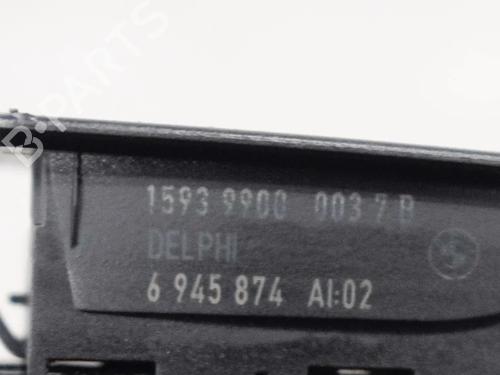 B-PARTS
1593 9900 003 7 B
DELPHI
6 945 874 AI:02